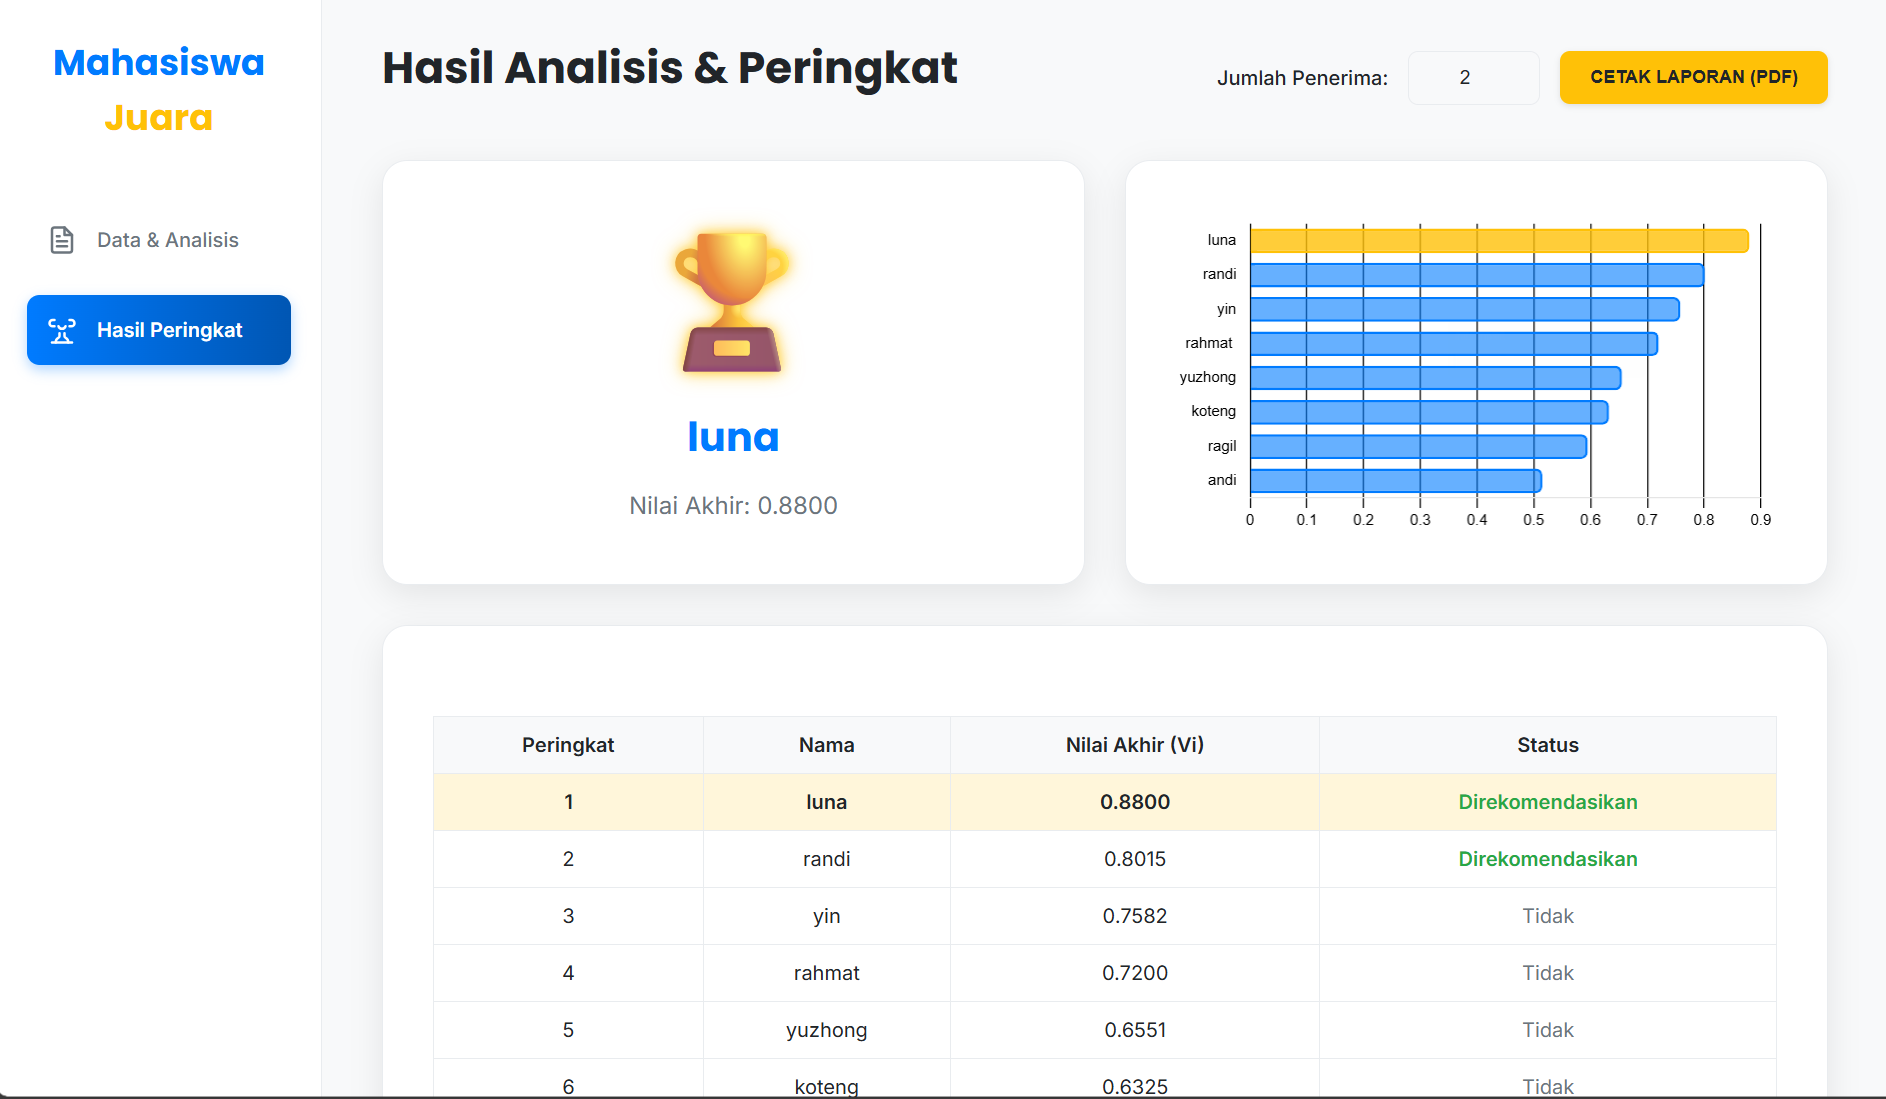 Mahasiswa
Juara
Data & Analisis
Hasil Peringkat
Hasil Analisis & Peringkat
Jumlah Penerima: 2 CETAK LAPORAN (PDF)
luna
Nilai Akhir: 0.8800
luna
randi
yin
rahmat
yuzhong
koteng
ragil
andi
0 0.1 0.2 0.3 0.4 0.5 0.6 0.7 0.8 0.9
Peringkat Nama Nilai Akhir (Vi) Status
1 luna 0.8800 Direkomendasikan
2 randi 0.8015 Direkomendasikan
3 yin 0.7582 Tidak
4 rahmat 0.7200 Tidak
5 yuzhong 0.6551 Tidak
6 koteng 0.6325 Tidak